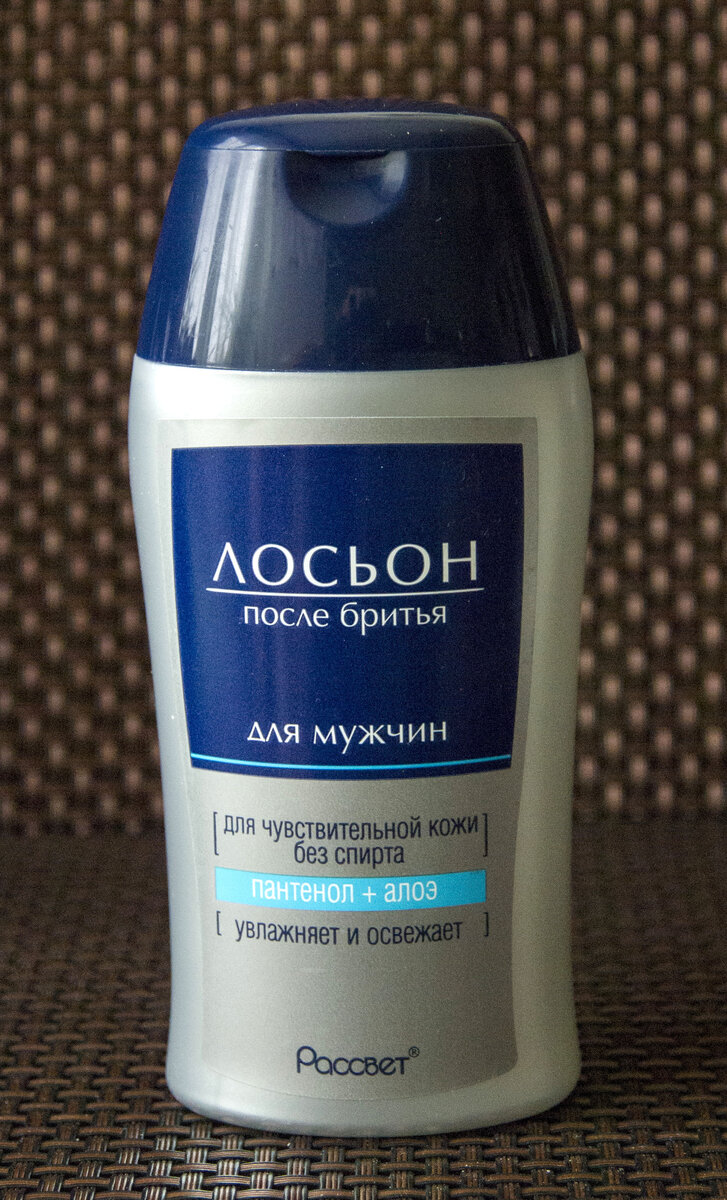 ЛОСЬОН
после бритья
для мужчин
[для чувствительной кожи]
без спирта
пантенол + алоэ
[ увлажняет и освежает ]
Рассвет®